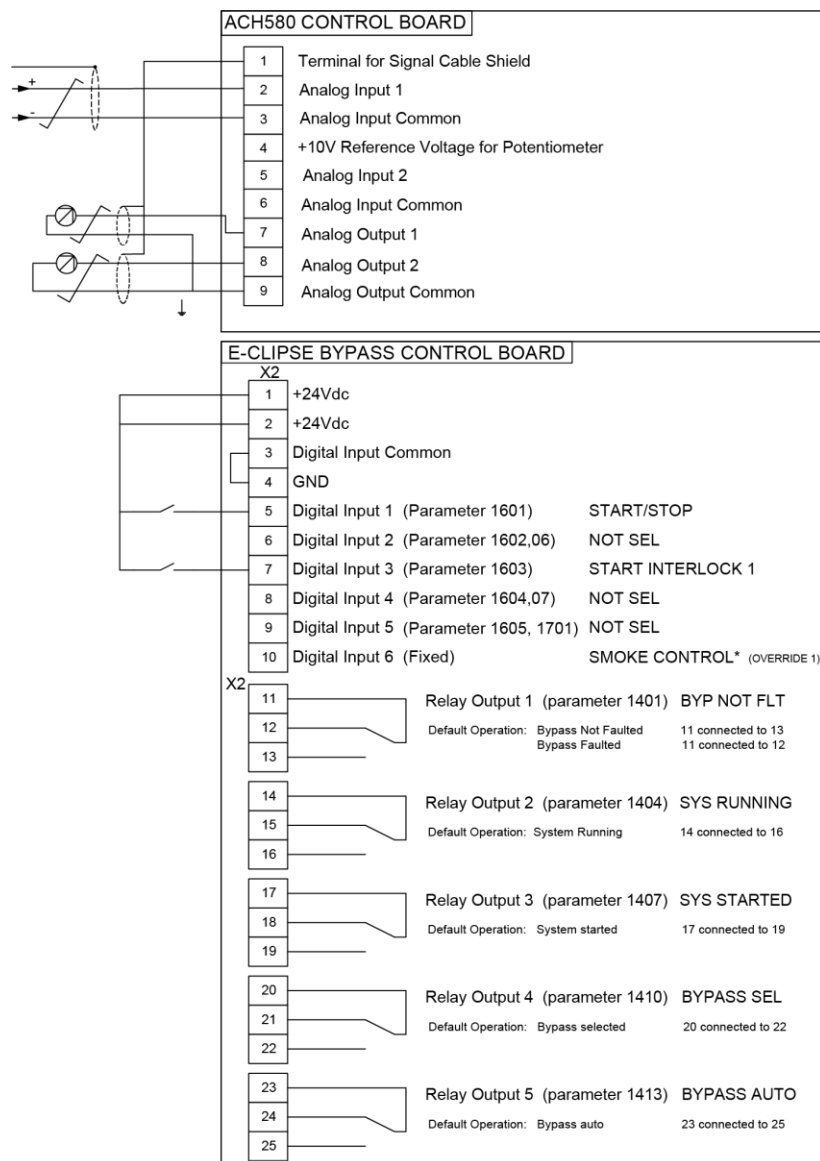 ACH580 CONTROL BOARD
1 Terminal for Signal Cable Shield
+ 2 Analog Input 1
- 3 Analog Input Common
4 +10V Reference Voltage for Potentiometer
5 Analog Input 2
6 Analog Input Common
7 Analog Output 1
8 Analog Output 2
9 Analog Output Common
E-CLIPSE BYPASS CONTROL BOARD
X2
1 +24Vdc
2 +24Vdc
3 Digital Input Common
4 GND
5 Digital Input 1 (Parameter 1601) START/STOP
6 Digital Input 2 (Parameter 1602,06) NOT SEL
7 Digital Input 3 (Parameter 1603) START INTERLOCK 1
8 Digital Input 4 (Parameter 1604,07) NOT SEL
9 Digital Input 5 (Parameter 1605, 1701) NOT SEL
10 Digital Input 6 (Fixed) SMOKE CONTROL* (OVERRIDE 1)
X2
11 Relay Output 1 (parameter 1401) BYP NOT FLT
12 Default Operation: Bypass Not Faulted 11 connected to 13
Bypass Faulted 11 connected to 12
13
14 Relay Output 2 (parameter 1404) SYS RUNNING
15 Default Operation: System Running 14 connected to 16
16
17 Relay Output 3 (parameter 1407) SYS STARTED
18 Default Operation: System started 17 connected to 19
19
20 Relay Output 4 (parameter 1410) BYPASS SEL
21 Default Operation: Bypass selected 20 connected to 22
22
23 Relay Output 5 (parameter 1413) BYPASS AUTO
24 Default Operation: Bypass auto 23 connected to 25
25